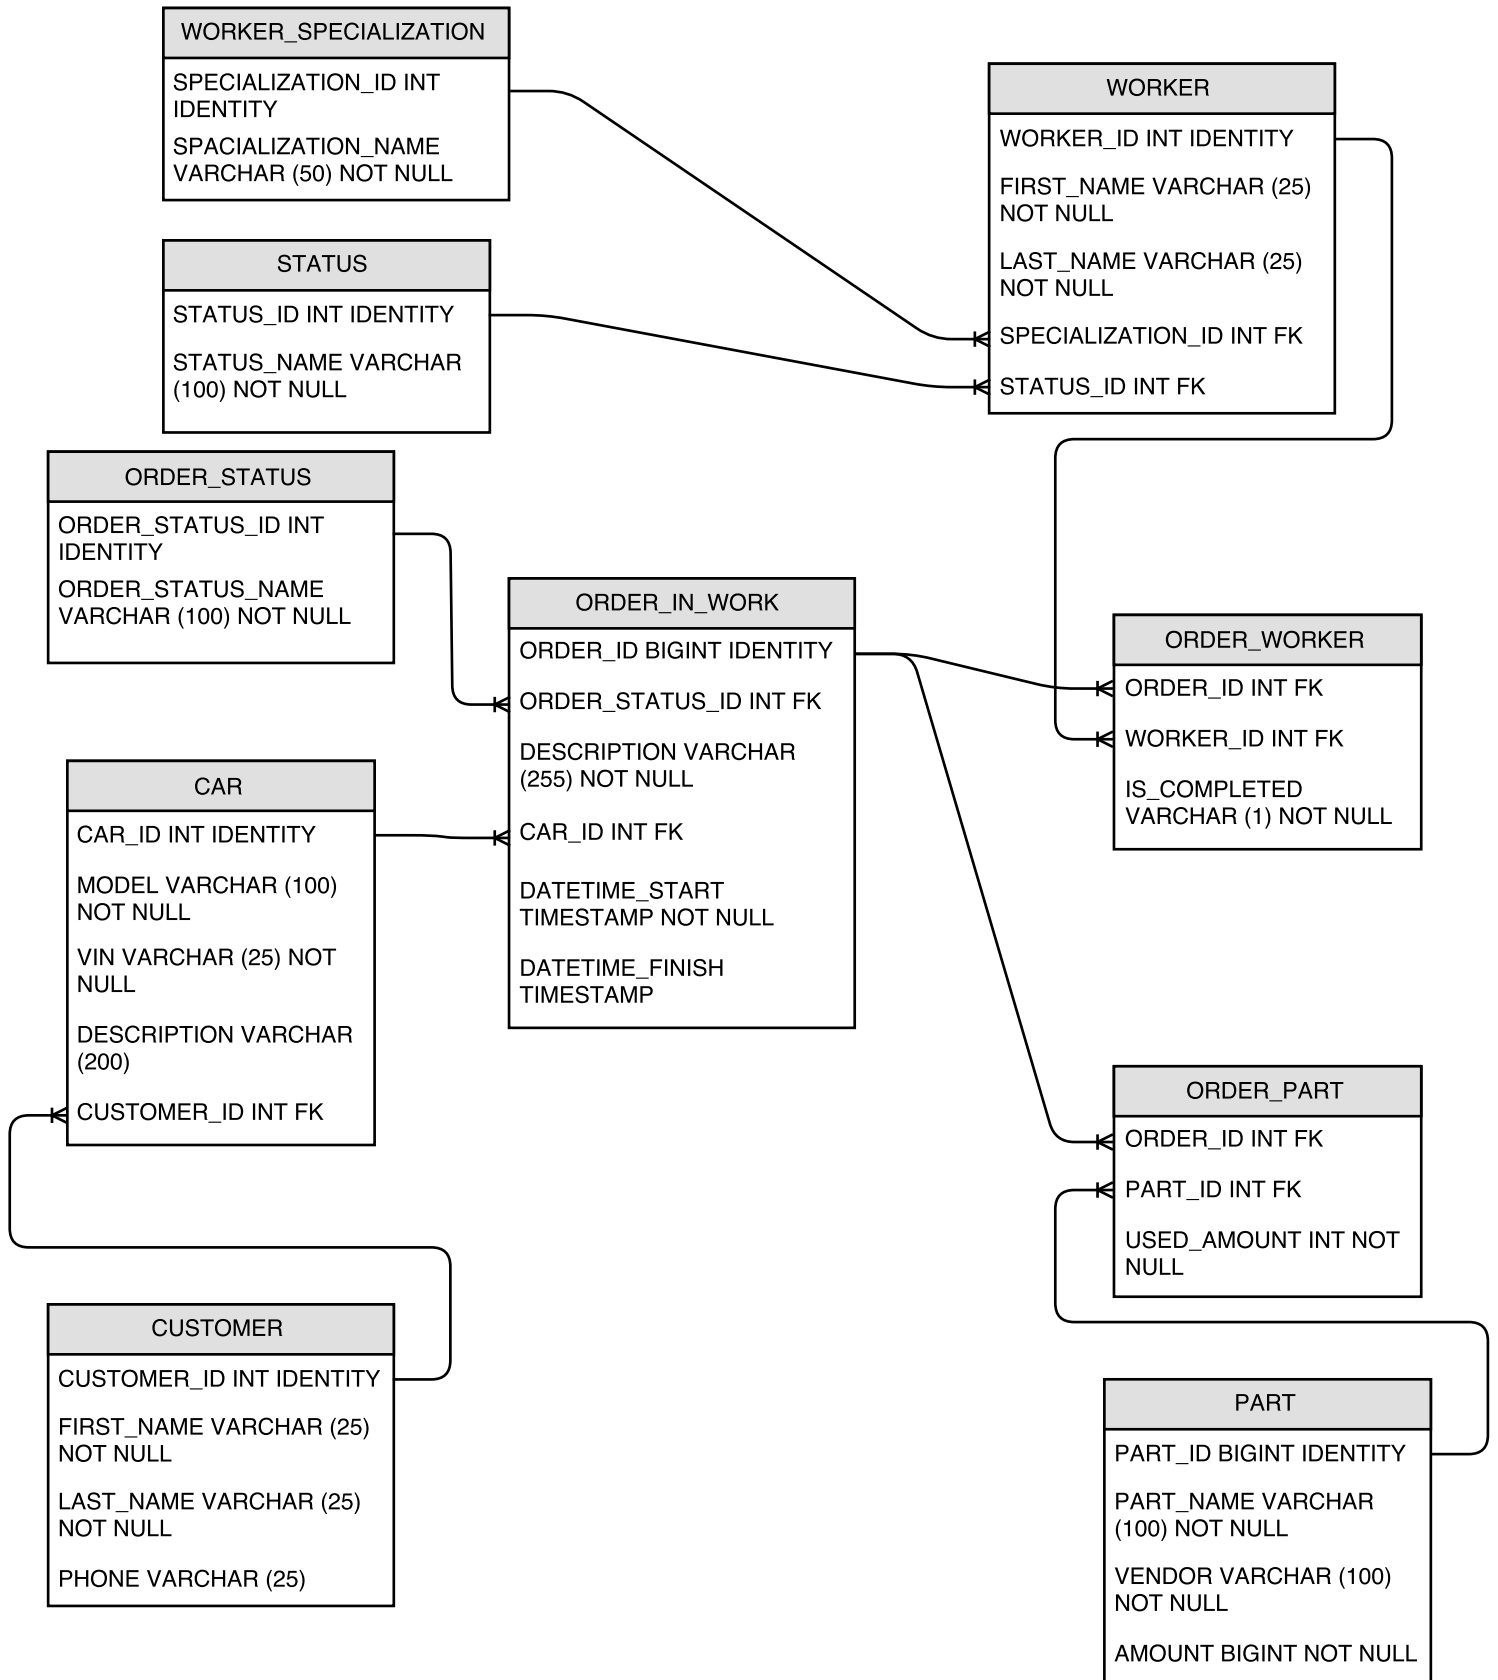 WORKER_SPECIALIZATION
SPECIALIZATION_ID INT
IDENTITY
SPACIALIZATION_NAME
VARCHAR (50) NOT NULL
WORKER
WORKER_ID INT IDENTITY
FIRST_NAME VARCHAR (25)
NOT NULL
LAST_NAME VARCHAR (25)
NOT NULL
SPECIALIZATION_ID INT FK
STATUS_ID INT FK
STATUS
STATUS_ID INT IDENTITY
STATUS_NAME VARCHAR
(100) NOT NULL
ORDER_STATUS
ORDER_STATUS_ID INT
IDENTITY
ORDER_STATUS_NAME
VARCHAR (100) NOT NULL
ORDER_IN_WORK
ORDER_ID BIGINT IDENTITY
ORDER_STATUS_ID INT FK
DESCRIPTION VARCHAR
(255) NOT NULL
CAR_ID INT FK
DATETIME_START
TIMESTAMP NOT NULL
DATETIME_FINISH
TIMESTAMP
ORDER_WORKER
ORDER_ID INT FK
WORKER_ID INT FK
IS_COMPLETED
VARCHAR (1) NOT NULL
CAR
CAR_ID INT IDENTITY
MODEL VARCHAR (100)
NOT NULL
VIN VARCHAR (25) NOT
NULL
DESCRIPTION VARCHAR
(200)
CUSTOMER_ID INT FK
ORDER_PART
ORDER_ID INT FK
PART_ID INT FK
USED_AMOUNT INT NOT
NULL
CUSTOMER
CUSTOMER_ID INT IDENTITY
FIRST_NAME VARCHAR (25)
NOT NULL
LAST_NAME VARCHAR (25)
NOT NULL
PHONE VARCHAR (25)
PART
PART_ID BIGINT IDENTITY
PART_NAME VARCHAR
(100) NOT NULL
VENDOR VARCHAR (100)
NOT NULL
AMOUNT BIGINT NOT NULL